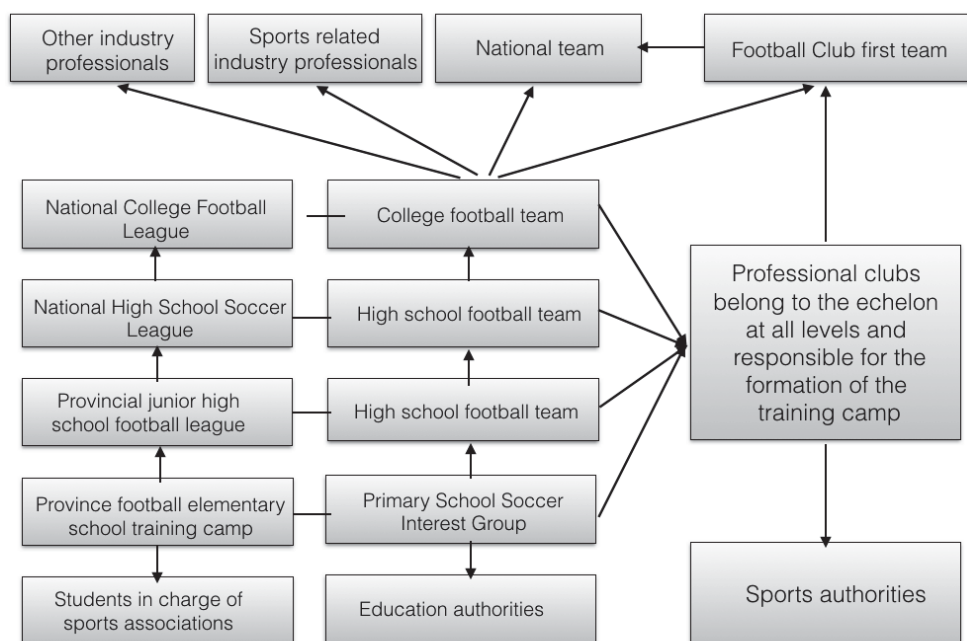 Other industry
professionals
Sports related
industry professionals
National team
Football Club first team
National College Football
League
College football team
National High School Soccer
League
High school football team
Provincial junior high
school football league
High school football team
Province football elementary
school training camp
Primary School Soccer
Interest Group
Students in charge of
sports associations
Education authorities
Professional clubs
belong to the echelon
at all levels and
responsible for the
formation of the
training camp
Sports authorities